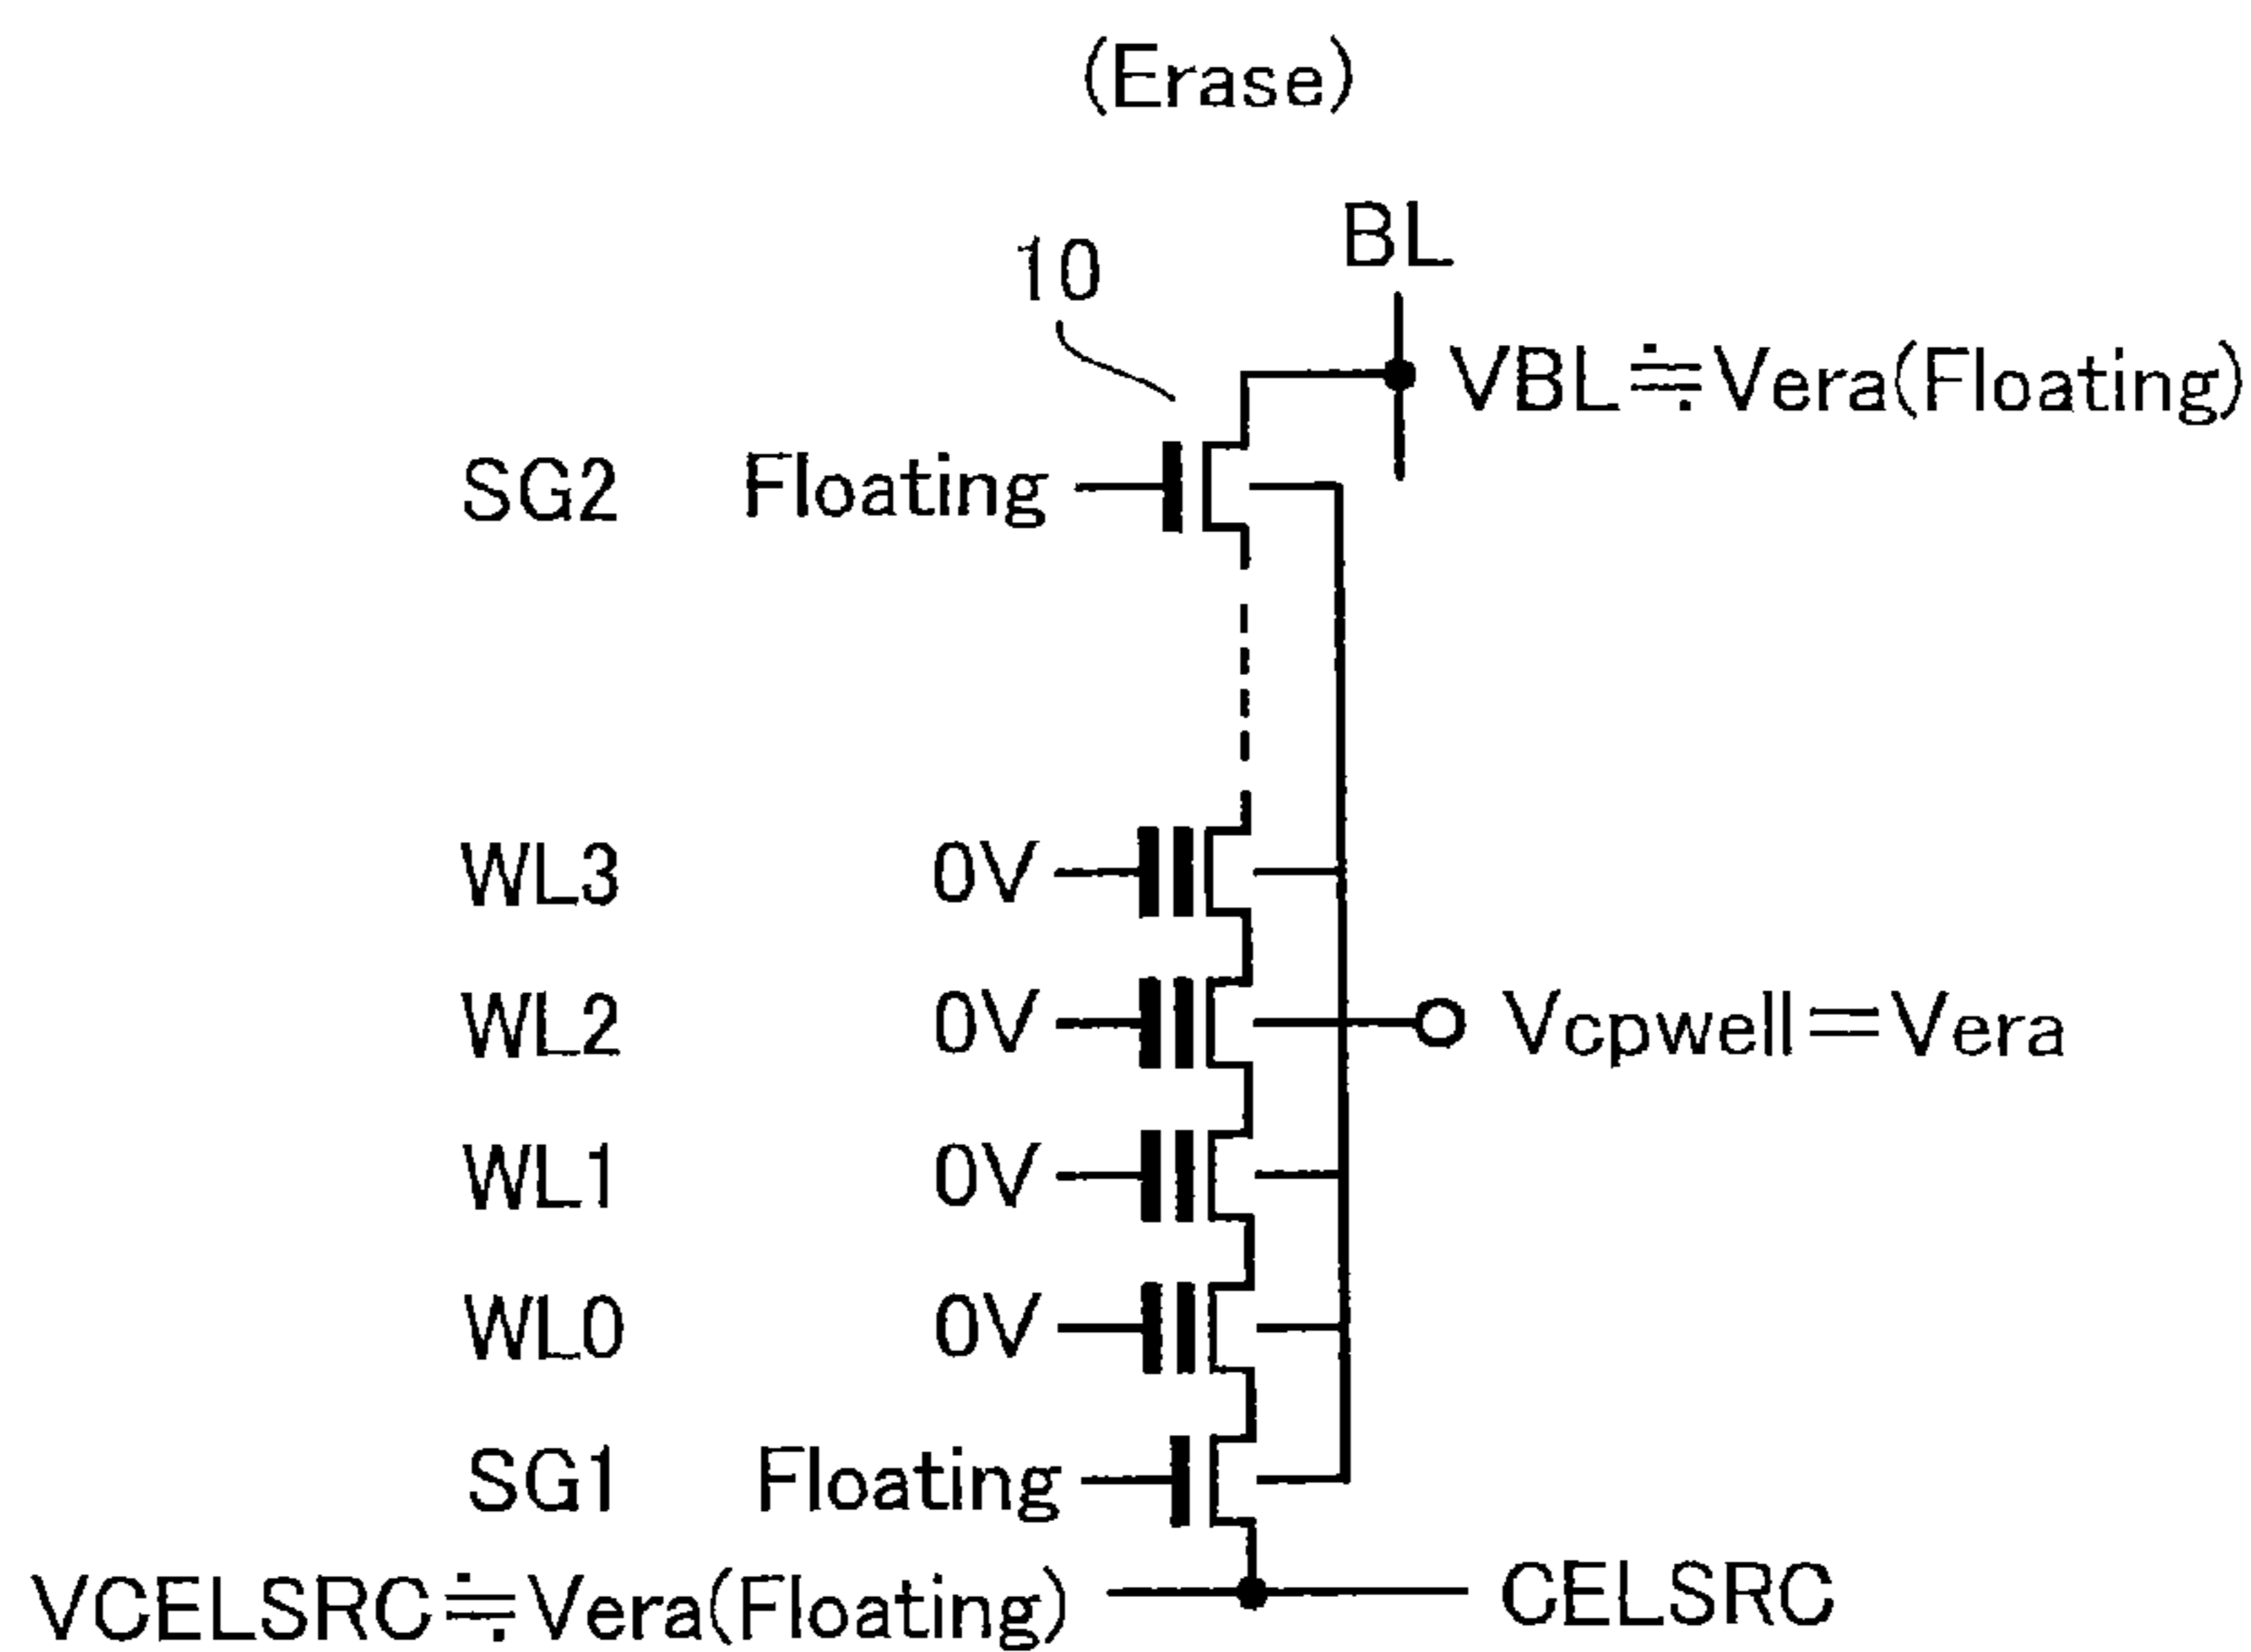 (Erase)
BL
10
VBL≒Vera(Floating)
SG2 Floating
WL3 0V
WL2 0V Vcpwell=Vera
WL1 0V
WL0 0V
SG1 Floating
VCELSRC≒Vera(Floating) CELSRC